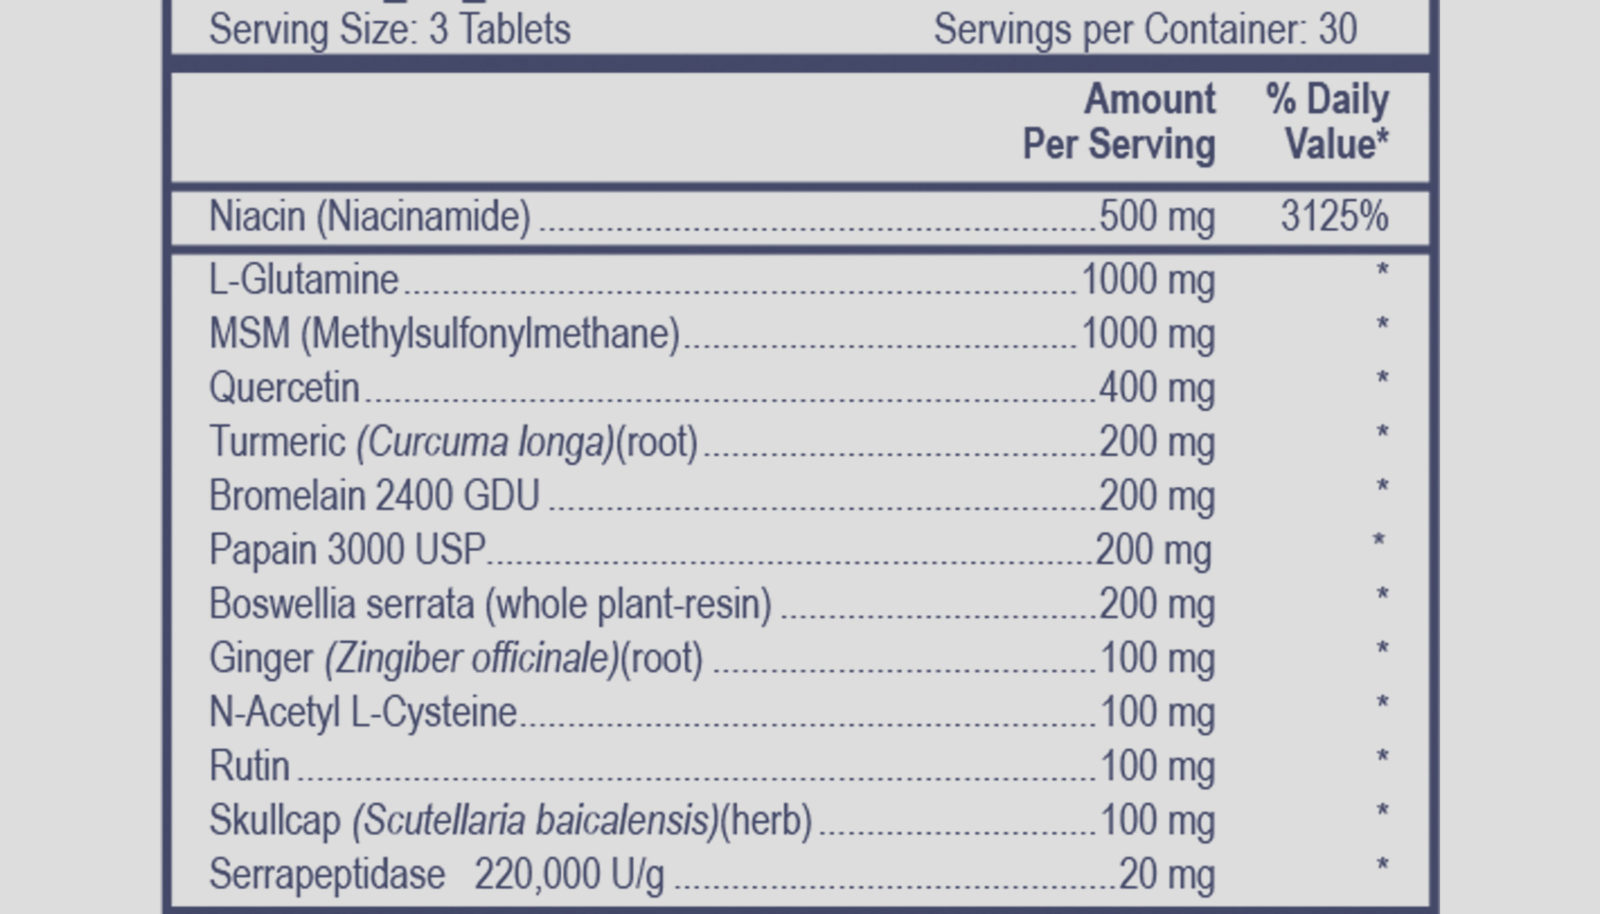 Serving Size: 3 Tablets Servings per Container: 30
Amount Per Serving % Daily Value*
Niacin (Niacinamide) 500 mg 3125%
L-Glutamine 1000 mg *
MSM (Methylsulfonylmethane) 1000 mg *
Quercetin 400 mg *
Turmeric (Curcuma longa)(root) 200 mg *
Bromelain 2400 GDU 200 mg *
Papain 3000 USP 200 mg *
Boswellia serrata (whole plant-resin) 200 mg *
Ginger (Zingiber officinale)(root) 100 mg *
N-Acetyl L-Cysteine 100 mg *
Rutin 100 mg *
Skullcap (Scutellaria baicalensis)(herb) 100 mg *
Serrapeptidase 220,000 U/g 20 mg *